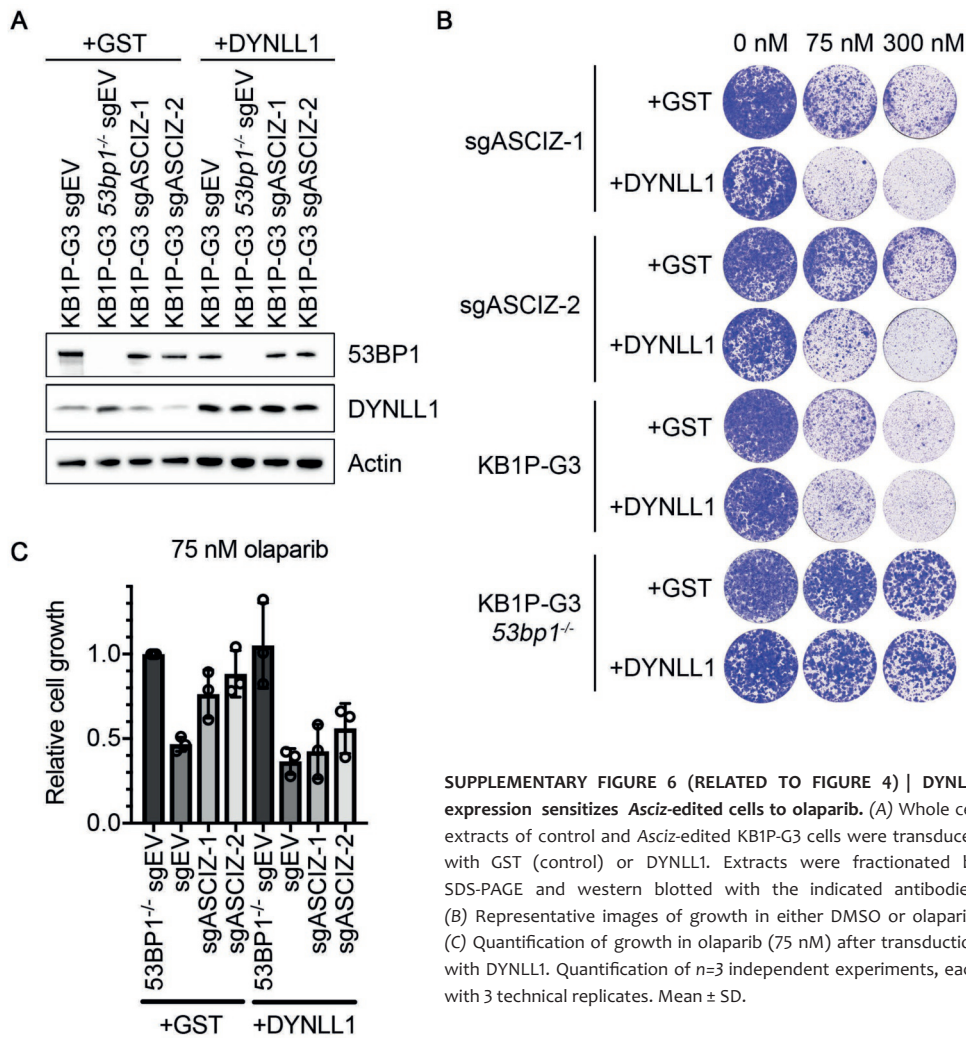 A
+GST
+DYNLL1
KB1P-G3 sgEV
KB1P-G3 53bp1-/- sgEV
KB1P-G3 sgASCIZ-1
KB1P-G3 sgASCIZ-2
KB1P-G3 sgEV
KB1P-G3 53bp1-/- sgEV
KB1P-G3 sgASCIZ-1
KB1P-G3 sgASCIZ-2
53BP1
DYNLL1
Actin
B
0 nM 75 nM 300 nM
sgASCIZ-1
+GST
+DYNLL1
sgASCIZ-2
+GST
+DYNLL1
KB1P-G3
+GST
+DYNLL1
KB1P-G3
53bp1-/-
+GST
+DYNLL1
C
75 nM olaparib
Relative cell growth
1.0
0.5
0.0
53BP1-/- sgEV
sgEV
sgASCIZ-1
sgASCIZ-2
53BP1-/- sgEV
sgEV
sgASCIZ-1
sgASCIZ-2
+GST
+DYNLL1
SUPPLEMENTARY FIGURE 6 (RELATED TO FIGURE 4) | DYNL
expression sensitizes Asciz-edited cells to olaparib. (A) Whole ce
extracts of control and Asciz-edited KB1P-G3 cells were transduce
with GST (control) or DYNLL1. Extracts were fractionated b
SDS-PAGE and western blotted with the indicated antibodie
(B) Representative images of growth in either DMSO or olapari
(C) Quantification of growth in olaparib (75 nM) after transductio
with DYNLL1. Quantification of n=3 independent experiments, eac
with 3 technical replicates. Mean ± SD.